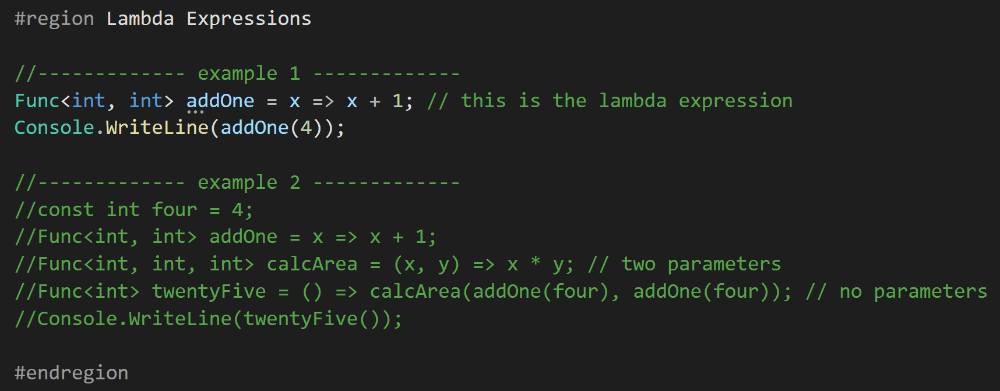 #region Lambda Expressions
//------------- example 1 -------------
Func<int, int> addOne = x => x + 1; // this is the lambda expression
Console.WriteLine(addOne(4));
//------------- example 2 -------------
//const int four = 4;
//Func<int, int> addOne = x => x + 1;
//Func<int, int, int> calcArea = (x, y) => x * y; // two parameters
//Func<int> twentyFive = () => calcArea(addOne(four), addOne(four)); // no parameters
//Console.WriteLine(twentyFive());
#endregion